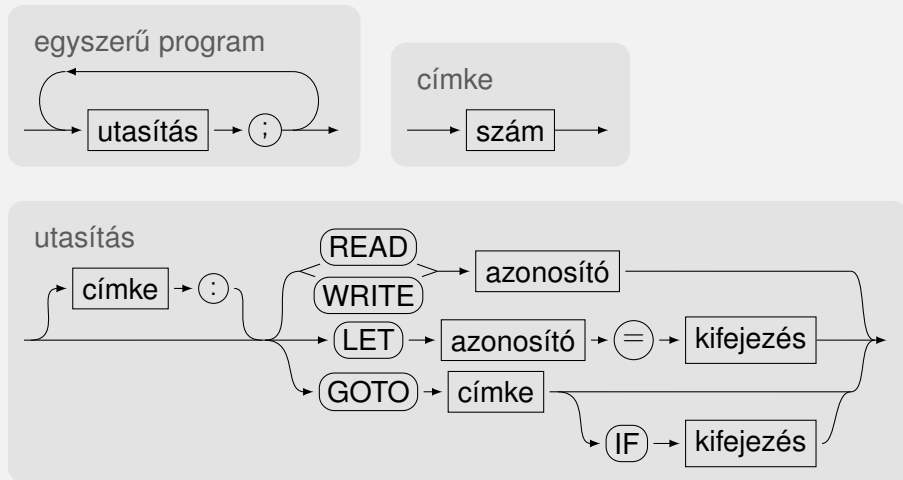 egyszerű program
utasítás ;
címke
szám
utasítás
címke :
READ
WRITE
azonosító
LET azonosító = kifejezés
GOTO címke
IF kifejezés